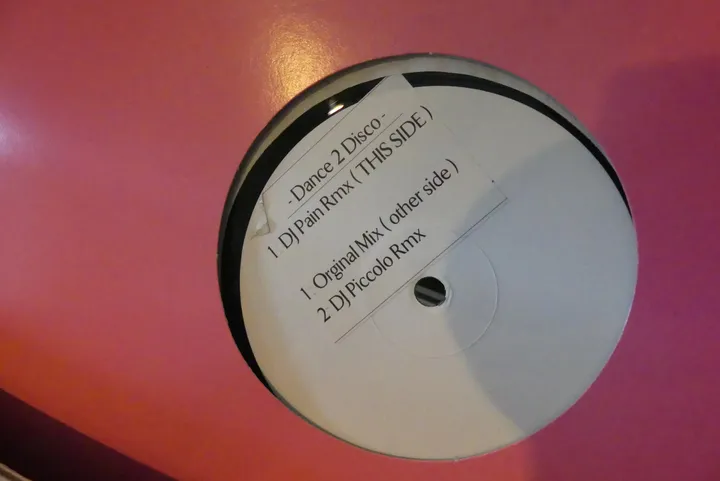 - Dance 2 Disco -
1 DJ Pain Rmx ( THIS SIDE )
1. Orginal Mix ( other side )
2 DJ Piccolo Rmx